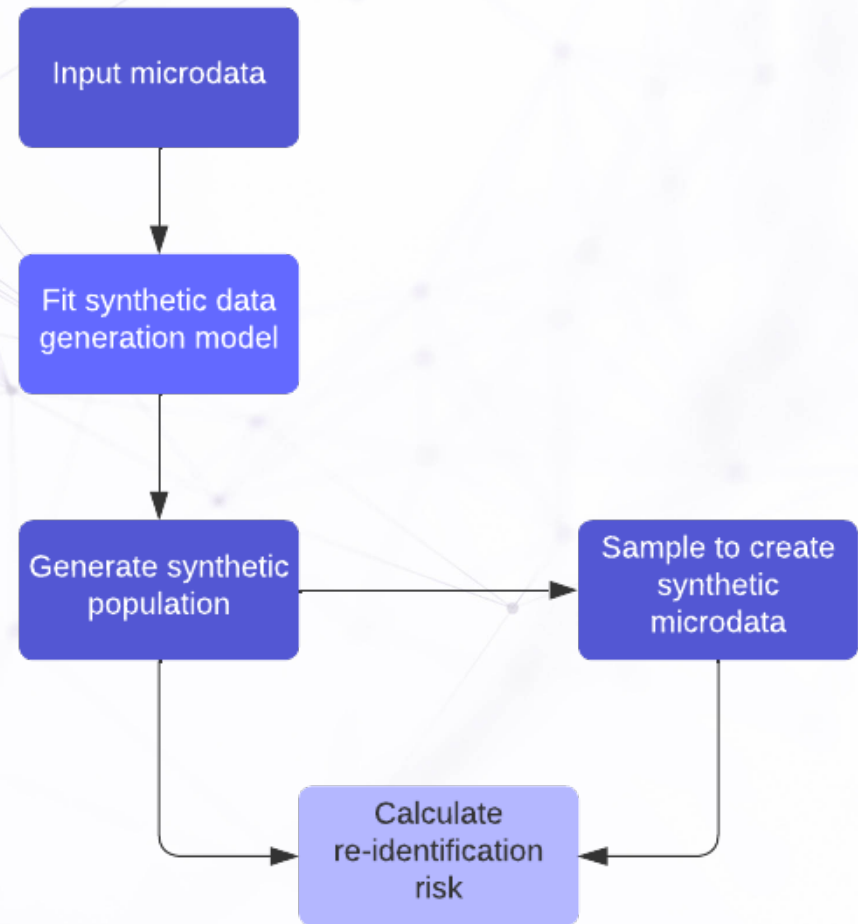 Input microdata
Fit synthetic data
generation model
Generate synthetic
population
Sample to create
synthetic
microdata
Calculate
re-identification
risk